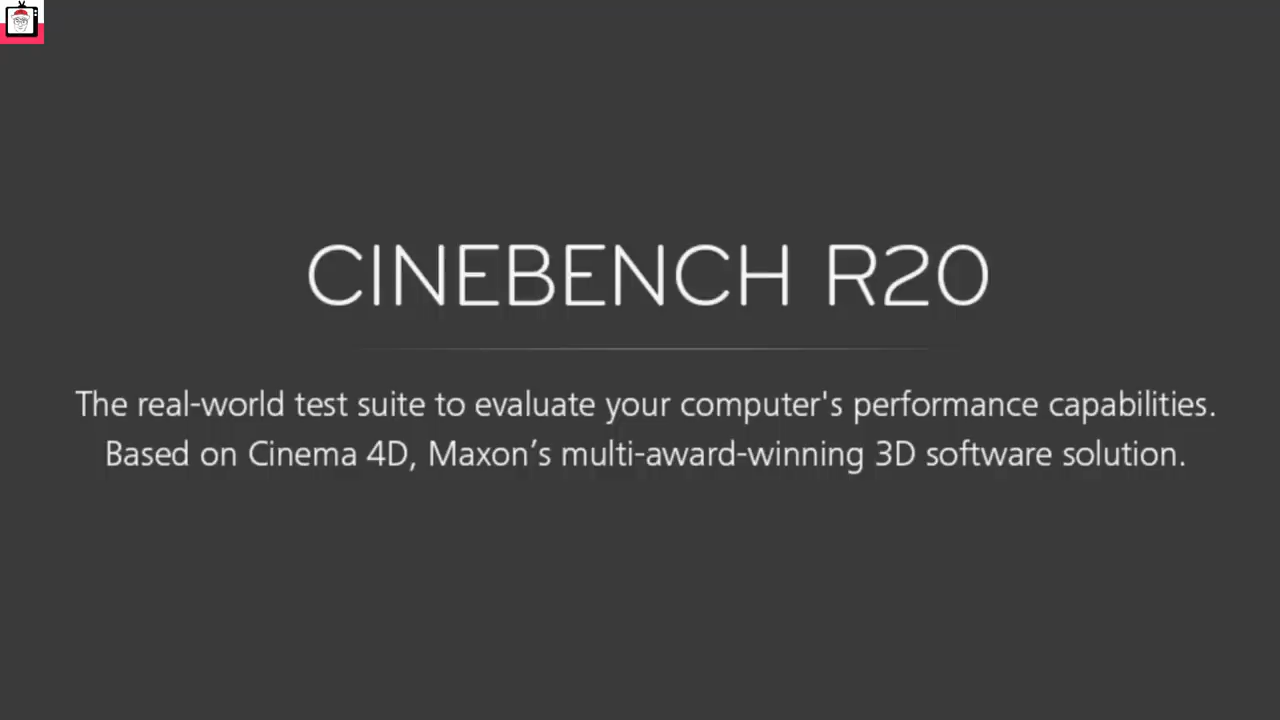 CINEBENCH R20
The real-world test suite to evaluate your computer's performance capabilities.
Based on Cinema 4D, Maxon’s multi-award-winning 3D software solution.